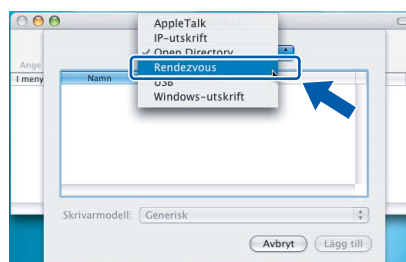 AppleTalk
IP-utskrift
✓ Open Directory
Rendezvous
USB
Windows-utskrift
Ange
I meny
Namn
Skrivarmodell: Generisk
Avbryt Lägg till